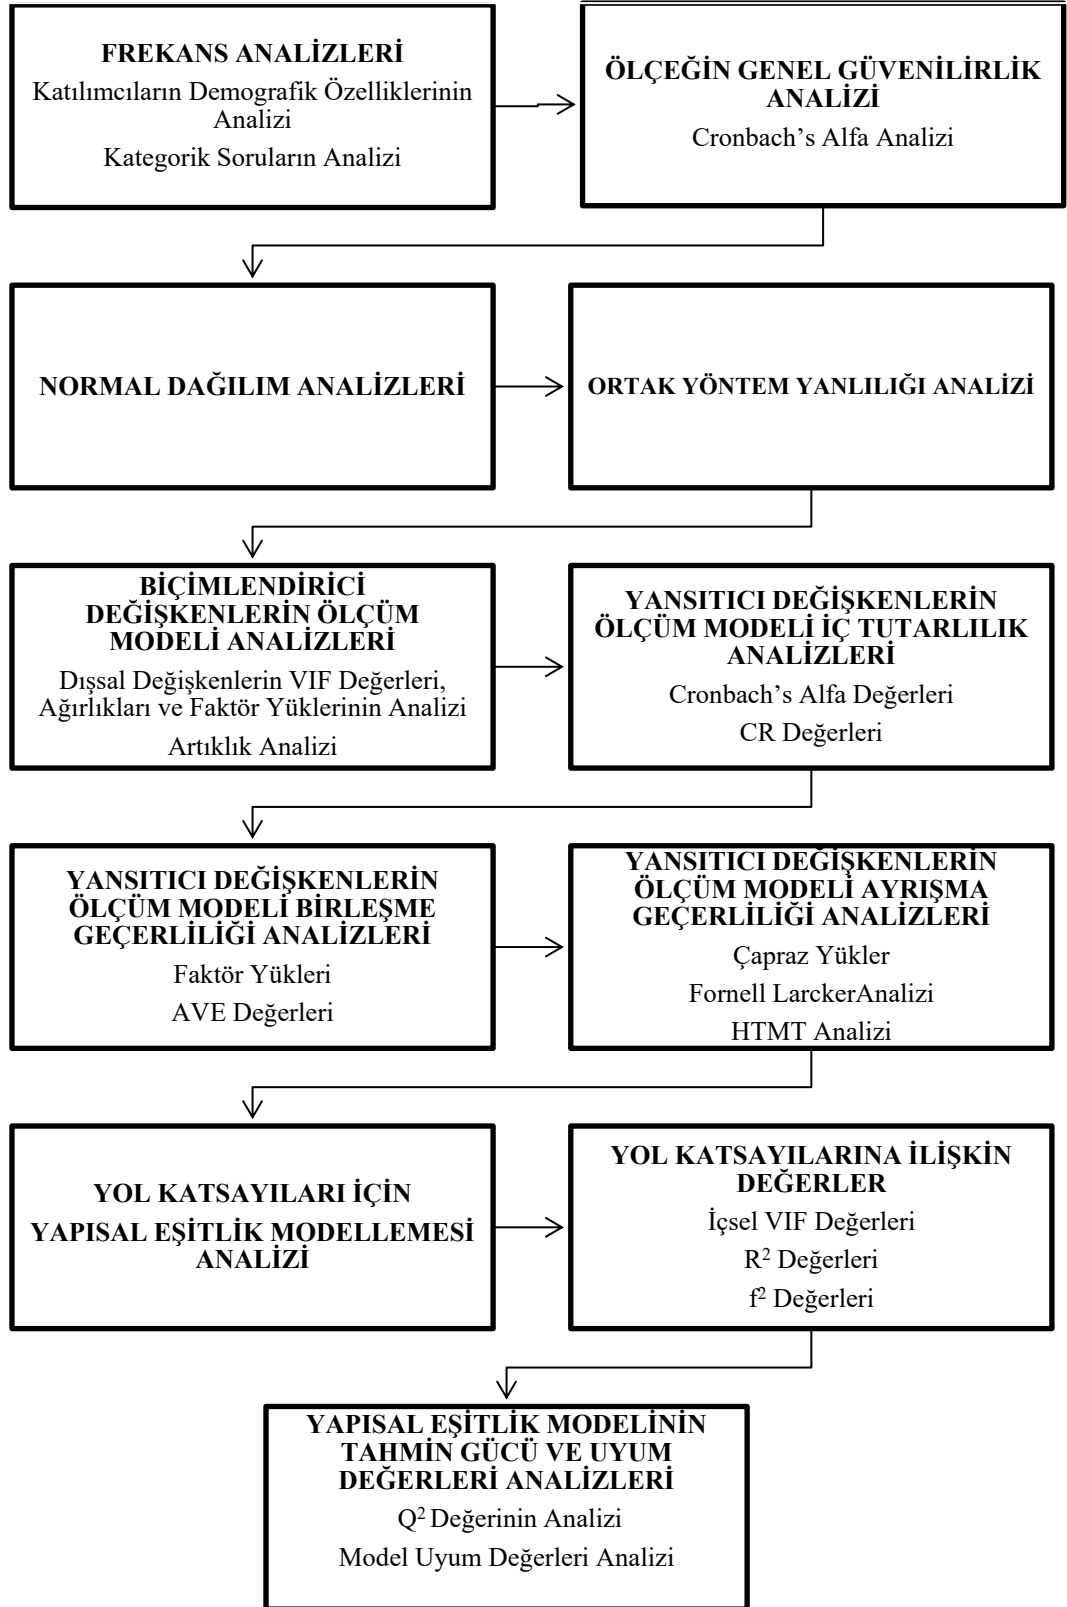 FREKANS ANALİZLERİ
Katılımcıların Demografik Özelliklerinin
Analizi
Kategorik Soruların Analizi
ÖLÇEĞİN GENEL GÜVENİLİRLİK
ANALİZİ
Cronbach’s Alfa Analizi
NORMAL DAĞILIM ANALİZLERİ
ORTAK YÖNTEM YANLILIĞI ANALİZİ
BİÇİMLENDİRİCİ
DEĞİŞKENLERİN ÖLÇÜM
MODELİ ANALİZLERİ
Dışsal Değişkenlerin VIF Değerleri,
Ağırlıkları ve Faktör Yüklerinin Analizi
Artıklık Analizi
YANSITICI DEĞİŞKENLERİN
ÖLÇÜM MODELİ İÇ TUTARLILIK
ANALİZLERİ
Cronbach’s Alfa Değerleri
CR Değerleri
YANSITICI DEĞİŞKENLERİN
ÖLÇÜM MODELİ BİRLEŞME
GEÇERLİLİĞİ ANALİZLERİ
Faktör Yükleri
AVE Değerleri
YANSITICI DEĞİŞKENLERİN
ÖLÇÜM MODELİ AYRIŞMA
GEÇERLİLİĞİ ANALİZLERİ
Çapraz Yükler
Fornell LarckerAnalizi
HTMT Analizi
YOL KATSAYILARI İÇİN
YAPISAL EŞİTLİK MODELLEMESİ
ANALİZİ
YOL KATSAYILARINA İLİŞKİN
DEĞERLER
İçsel VIF Değerleri
R² Değerleri
f² Değerleri
YAPISAL EŞİTLİK MODELİNİN
TAHMİN GÜCÜ VE UYUM
DEĞERLERİ ANALİZLERİ
Q² Değerinin Analizi
Model Uyum Değerleri Analizi